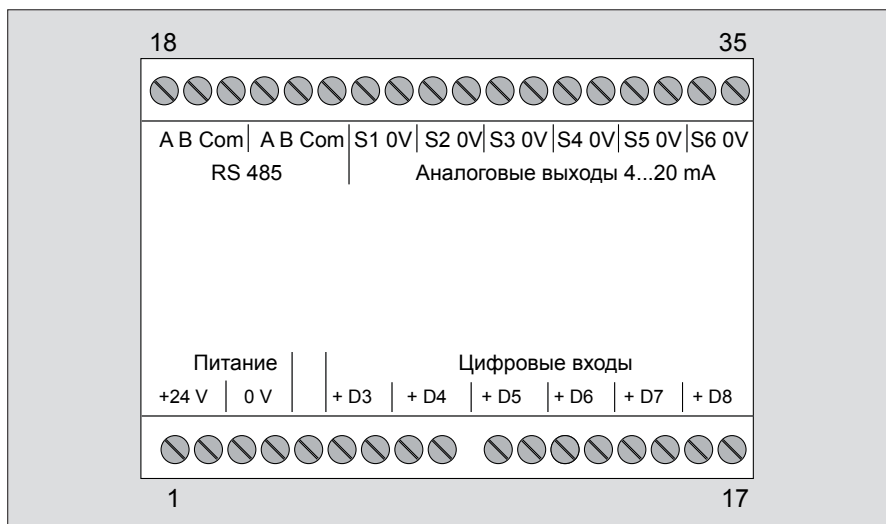 18 35
A B Com A B Com S1 0V S2 0V S3 0V S4 0V S5 0V S6 0V
RS 485 Аналоговые выходы 4...20 mA
Питание Цифровые входы
+24 V 0 V + D3 + D4 + D5 + D6 + D7 + D8
1 17